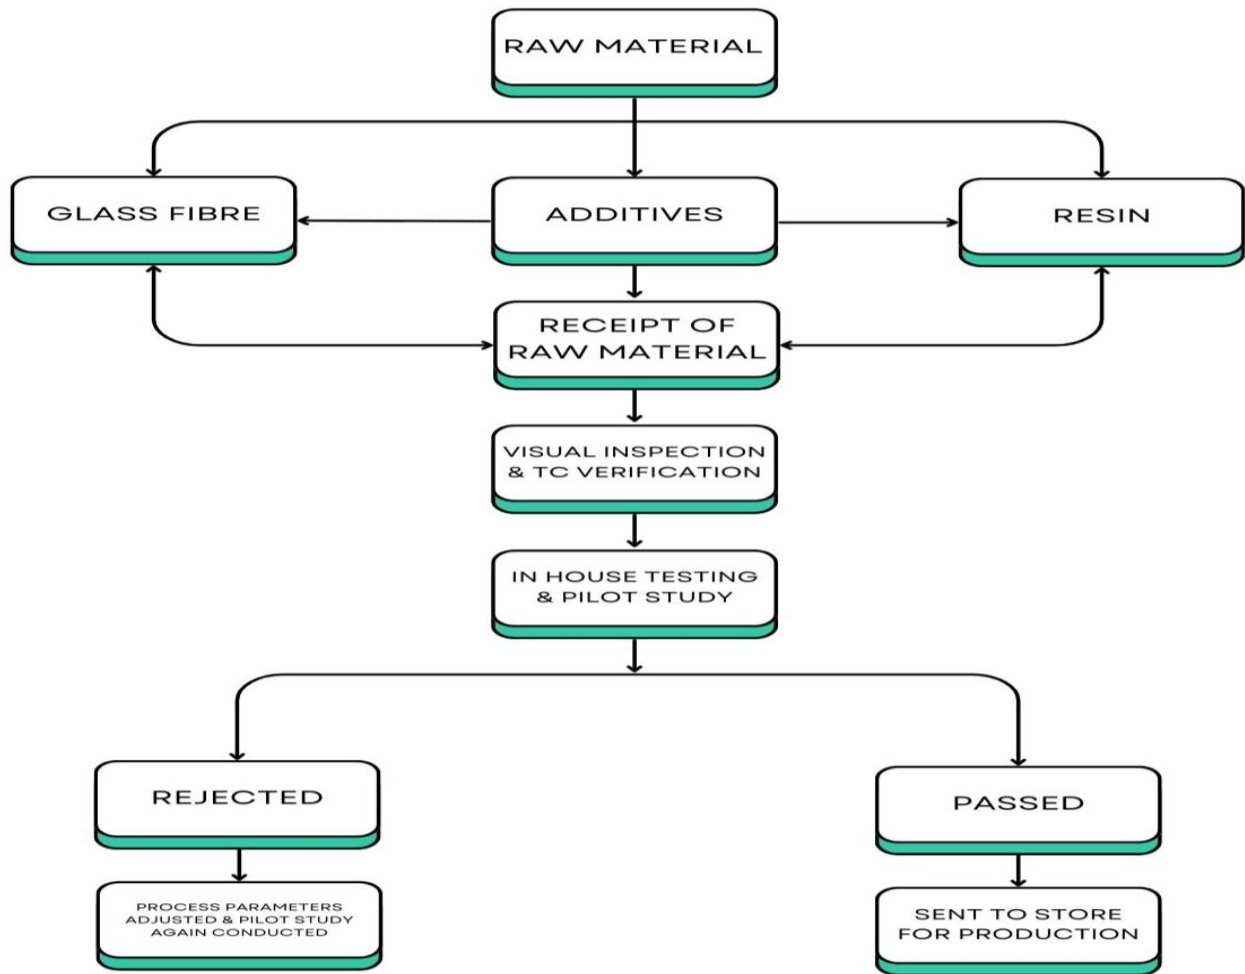 RAW MATERIAL
GLASS FIBRE
ADDITIVES
RESIN
RECEIPT OF
RAW MATERIAL
VISUAL INSPECTION
& TC VERIFICATION
IN HOUSE TESTING
& PILOT STUDY
REJECTED
PASSED
PROCESS PARAMETERS
ADJUSTED & PILOT STUDY
AGAIN CONDUCTED
SENT TO STORE
FOR PRODUCTION